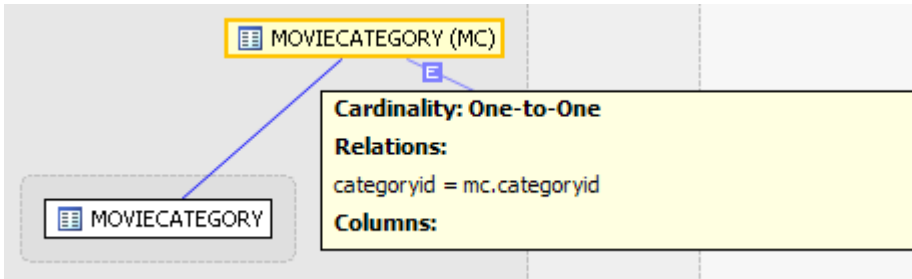 MOVIECATEGORY (MC)
E
Cardinality: One-to-One
Relations:
categoryid = mc.categoryid
MOVIECATEGORY
Columns: